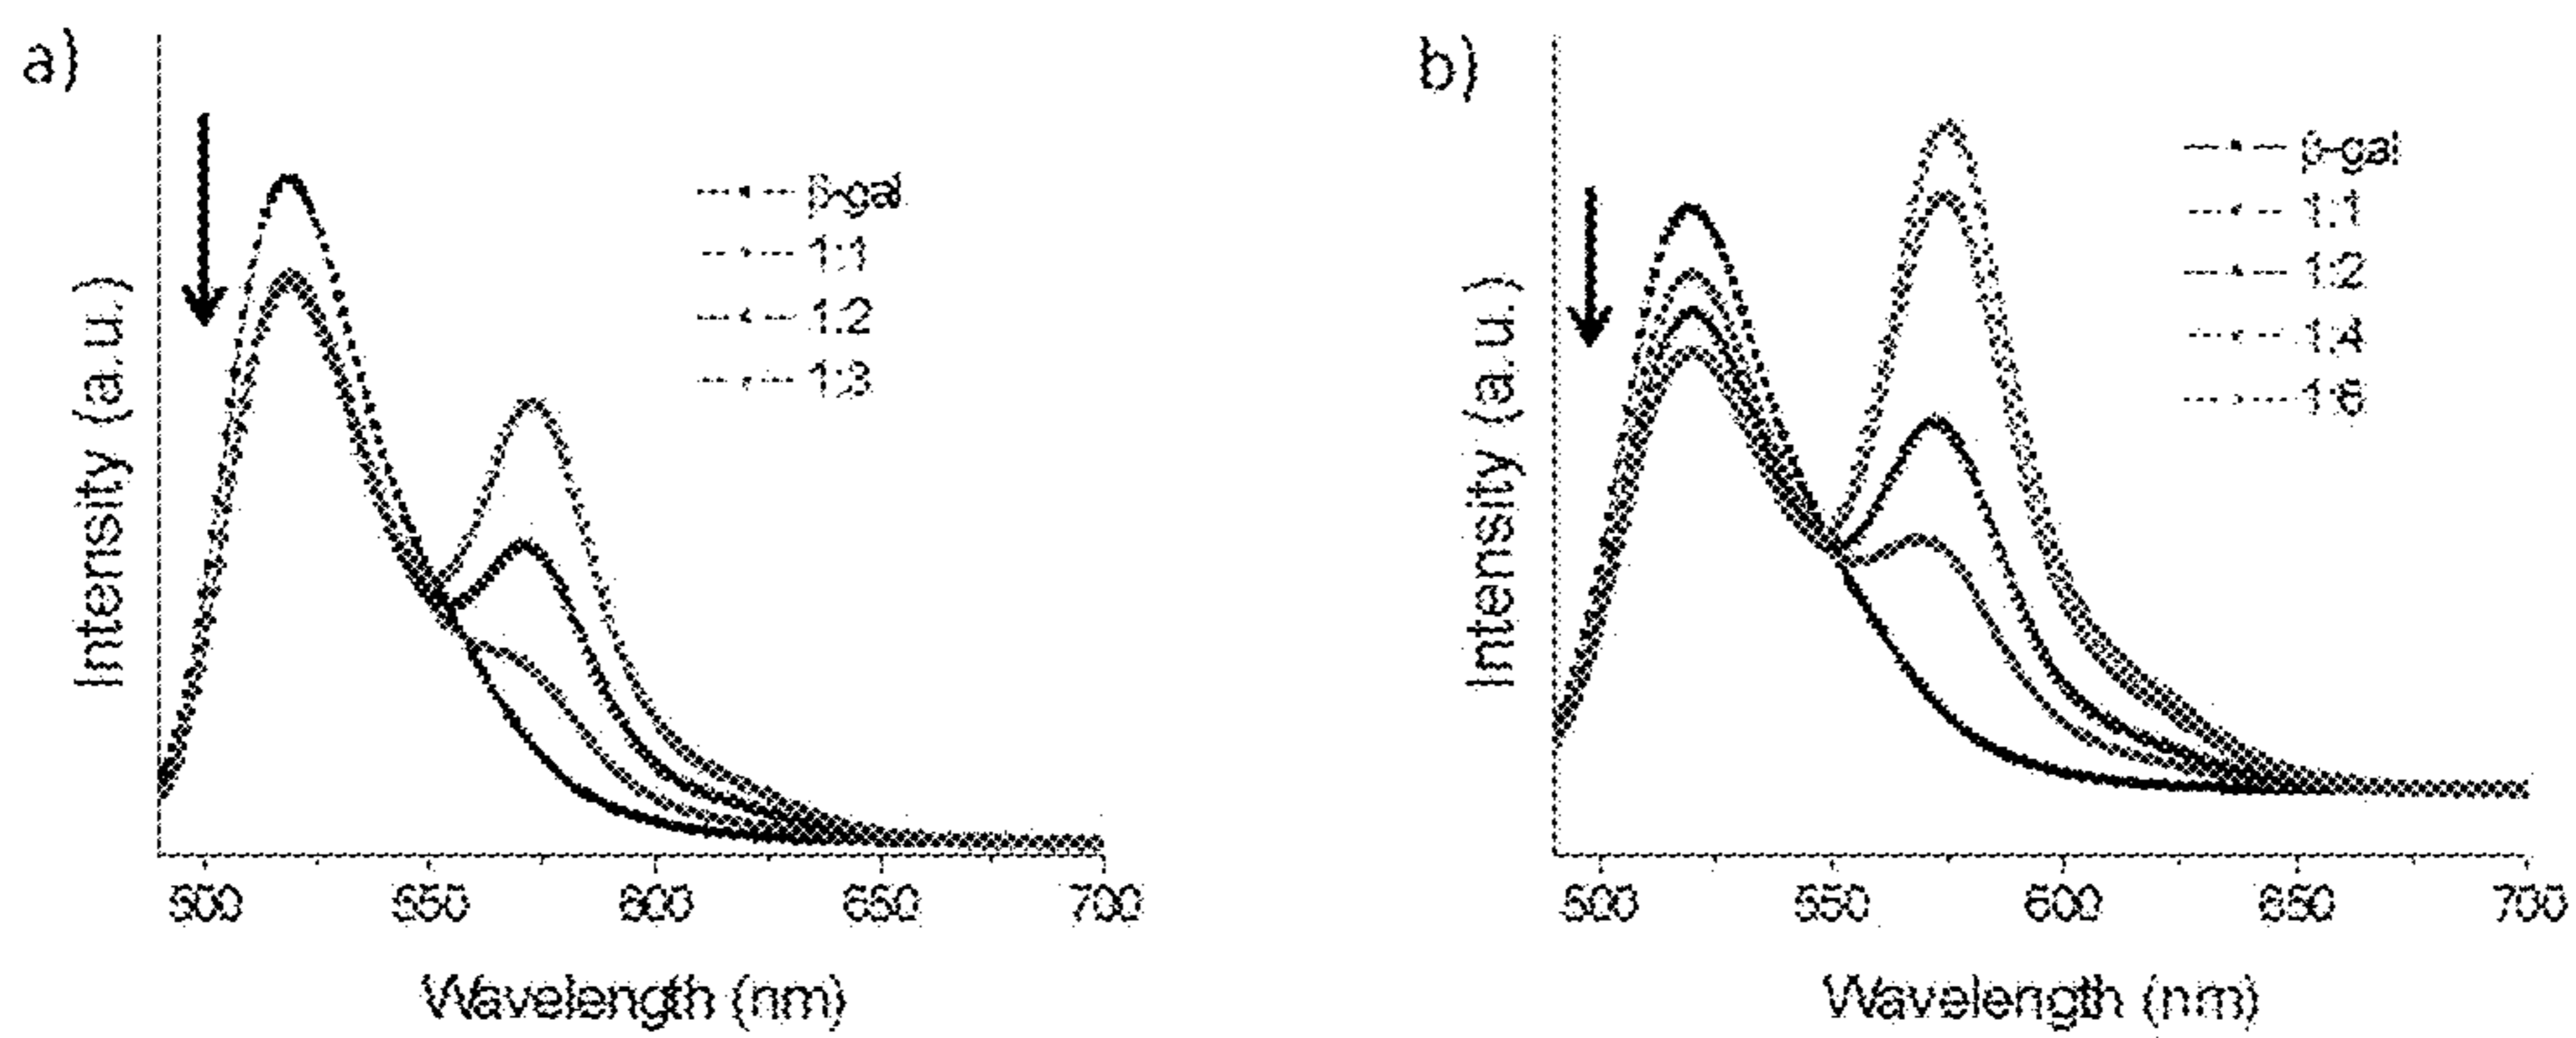 a)
Intensity (a.u.)
β-gal
1:1
1:2
1:3
500 550 600 650 700
Wavelength (nm)
b)
Intensity (a.u.)
β-gal
1:1
1:2
1:4
1:6
500 550 600 650 700
Wavelength (nm)